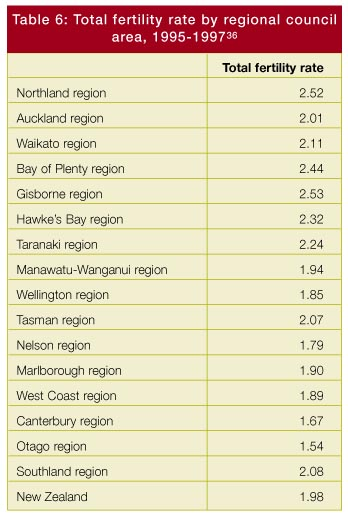 Table 6: Total fertility rate by regional council
area, 1995-1997³⁶
Total fertility rate
Northland region 2.52
Auckland region 2.01
Waikato region 2.11
Bay of Plenty region 2.44
Gisborne region 2.53
Hawke's Bay region 2.32
Taranaki region 2.24
Manawatu-Wanganui region 1.94
Wellington region 1.85
Tasman region 2.07
Nelson region 1.79
Marlborough region 1.90
West Coast region 1.89
Canterbury region 1.67
Otago region 1.54
Southland region 2.08
New Zealand 1.98